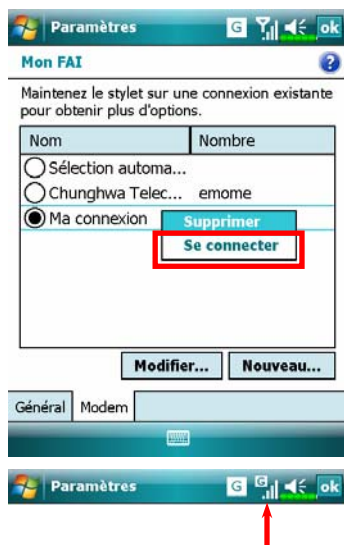 Paramètres G ok
Mon FAI ?
Maintenez le stylet sur une connexion existante
pour obtenir plus d'options.
Nom Nombre
Sélection automa...
Chunghwa Telec... emome
Ma connexion
Supprimer
Se connecter
Modifier... Nouveau...
Général Modem
Paramètres G G ok